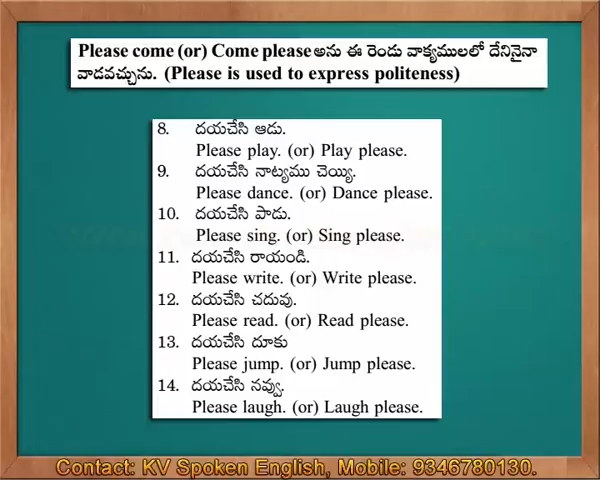 Please come (or) Come please అను ఈ రెండు వాక్యములలో దేనినైనా
వాడవచ్చును. (Please is used to express politeness)
8. దయచేసి ఆడు.
Please play. (or) Play please.
9. దయచేసి నాట్యము చెయ్యి.
Please dance. (or) Dance please.
10. దయచేసి పాడు.
Please sing. (or) Sing please.
11. దయచేసి రాయండి.
Please write. (or) Write please.
12. దయచేసి చదువు.
Please read. (or) Read please.
13. దయచేసి దూకు
Please jump. (or) Jump please.
14. దయచేసి నవ్వు.
Please laugh. (or) Laugh please.
Contact: KV Spoken English, Mobile: 9346780130.